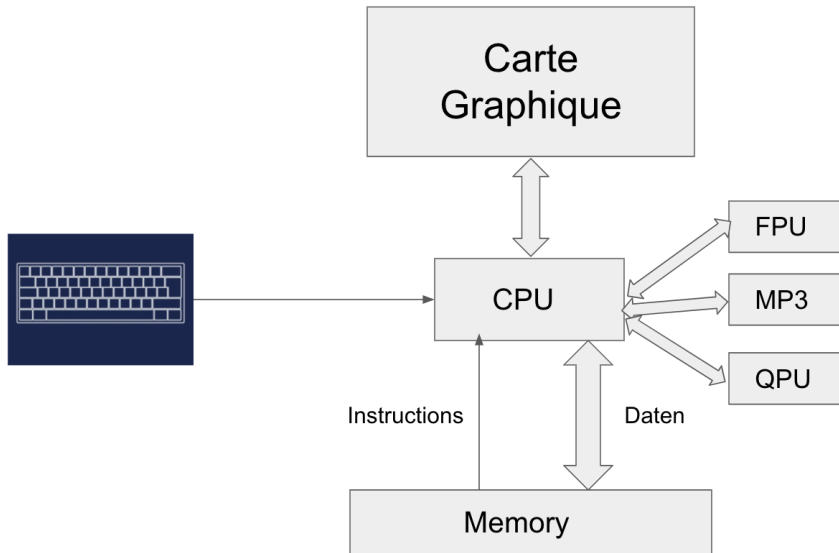 Carte
Graphique
FPU
CPU
MP3
QPU
Instructions
Daten
Memory